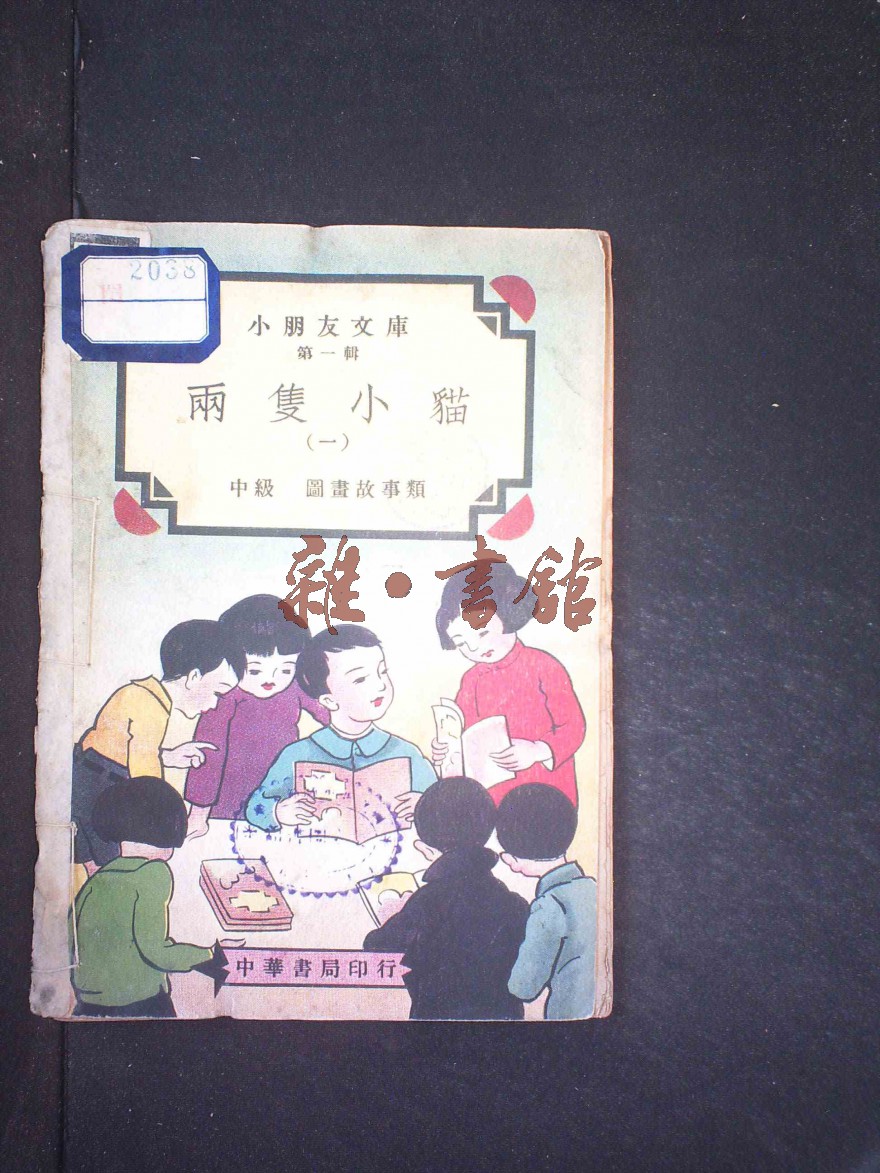 2038
小朋友文庫
第一輯
兩隻小貓
(一)
中級 圖畫故事類
雜·書館
中華書局印行